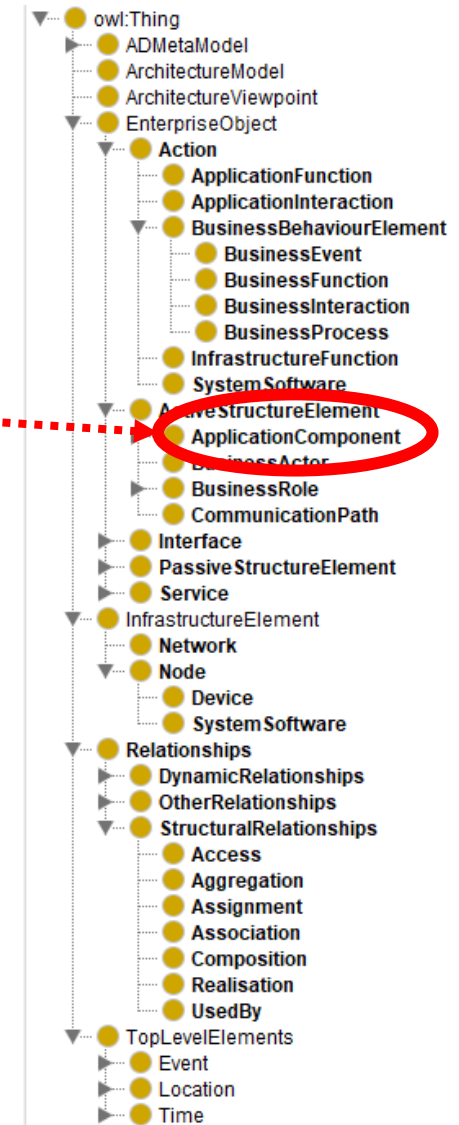 owl:Thing
ADMetaModel
ArchitectureModel
ArchitectureViewpoint
EnterpriseObject
Action
ApplicationFunction
ApplicationInteraction
BusinessBehaviourElement
BusinessEvent
BusinessFunction
BusinessInteraction
BusinessProcess
InfrastructureFunction
SystemSoftware
ActiveStructureElement
ApplicationComponent
BusinessActor
BusinessRole
CommunicationPath
Interface
PassiveStructureElement
Service
InfrastructureElement
Network
Node
Device
SystemSoftware
Relationships
DynamicRelationships
OtherRelationships
StructuralRelationships
Access
Aggregation
Assignment
Association
Composition
Realisation
UsedBy
TopLevelElements
Event
Location
Time